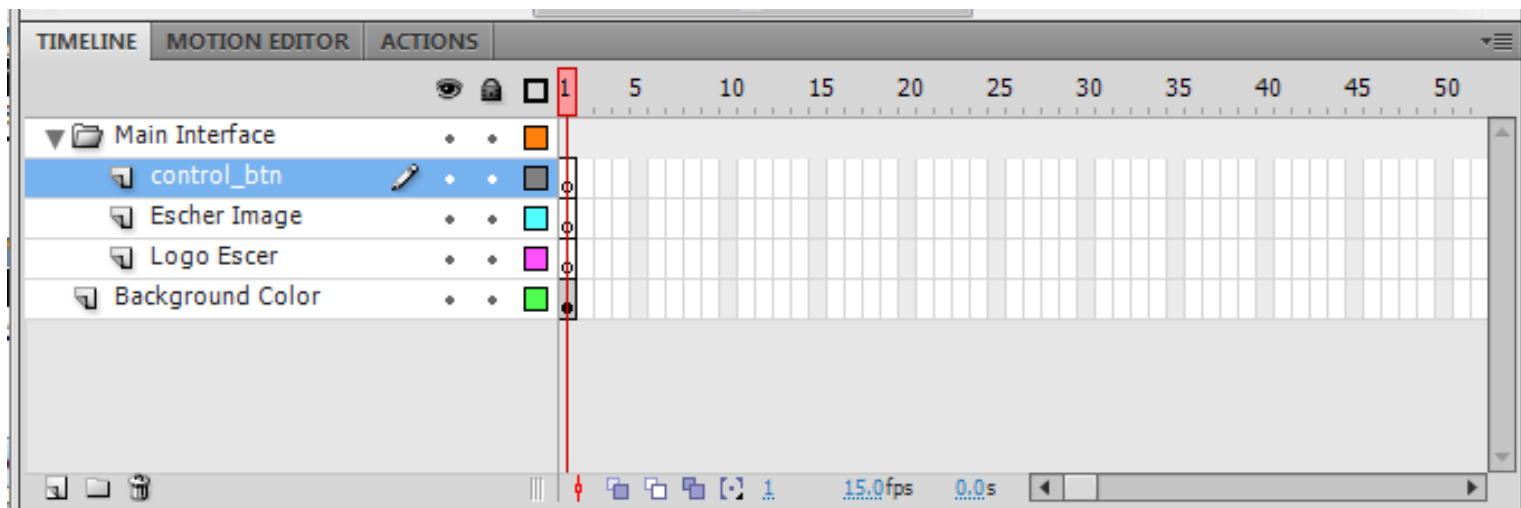 TIMELINE MOTION EDITOR ACTIONS
1 5 10 15 20 25 30 35 40 45 50
Main Interface
control_btn
Escher Image
Logo Escer
Background Color
1 15.0fps 0.0s